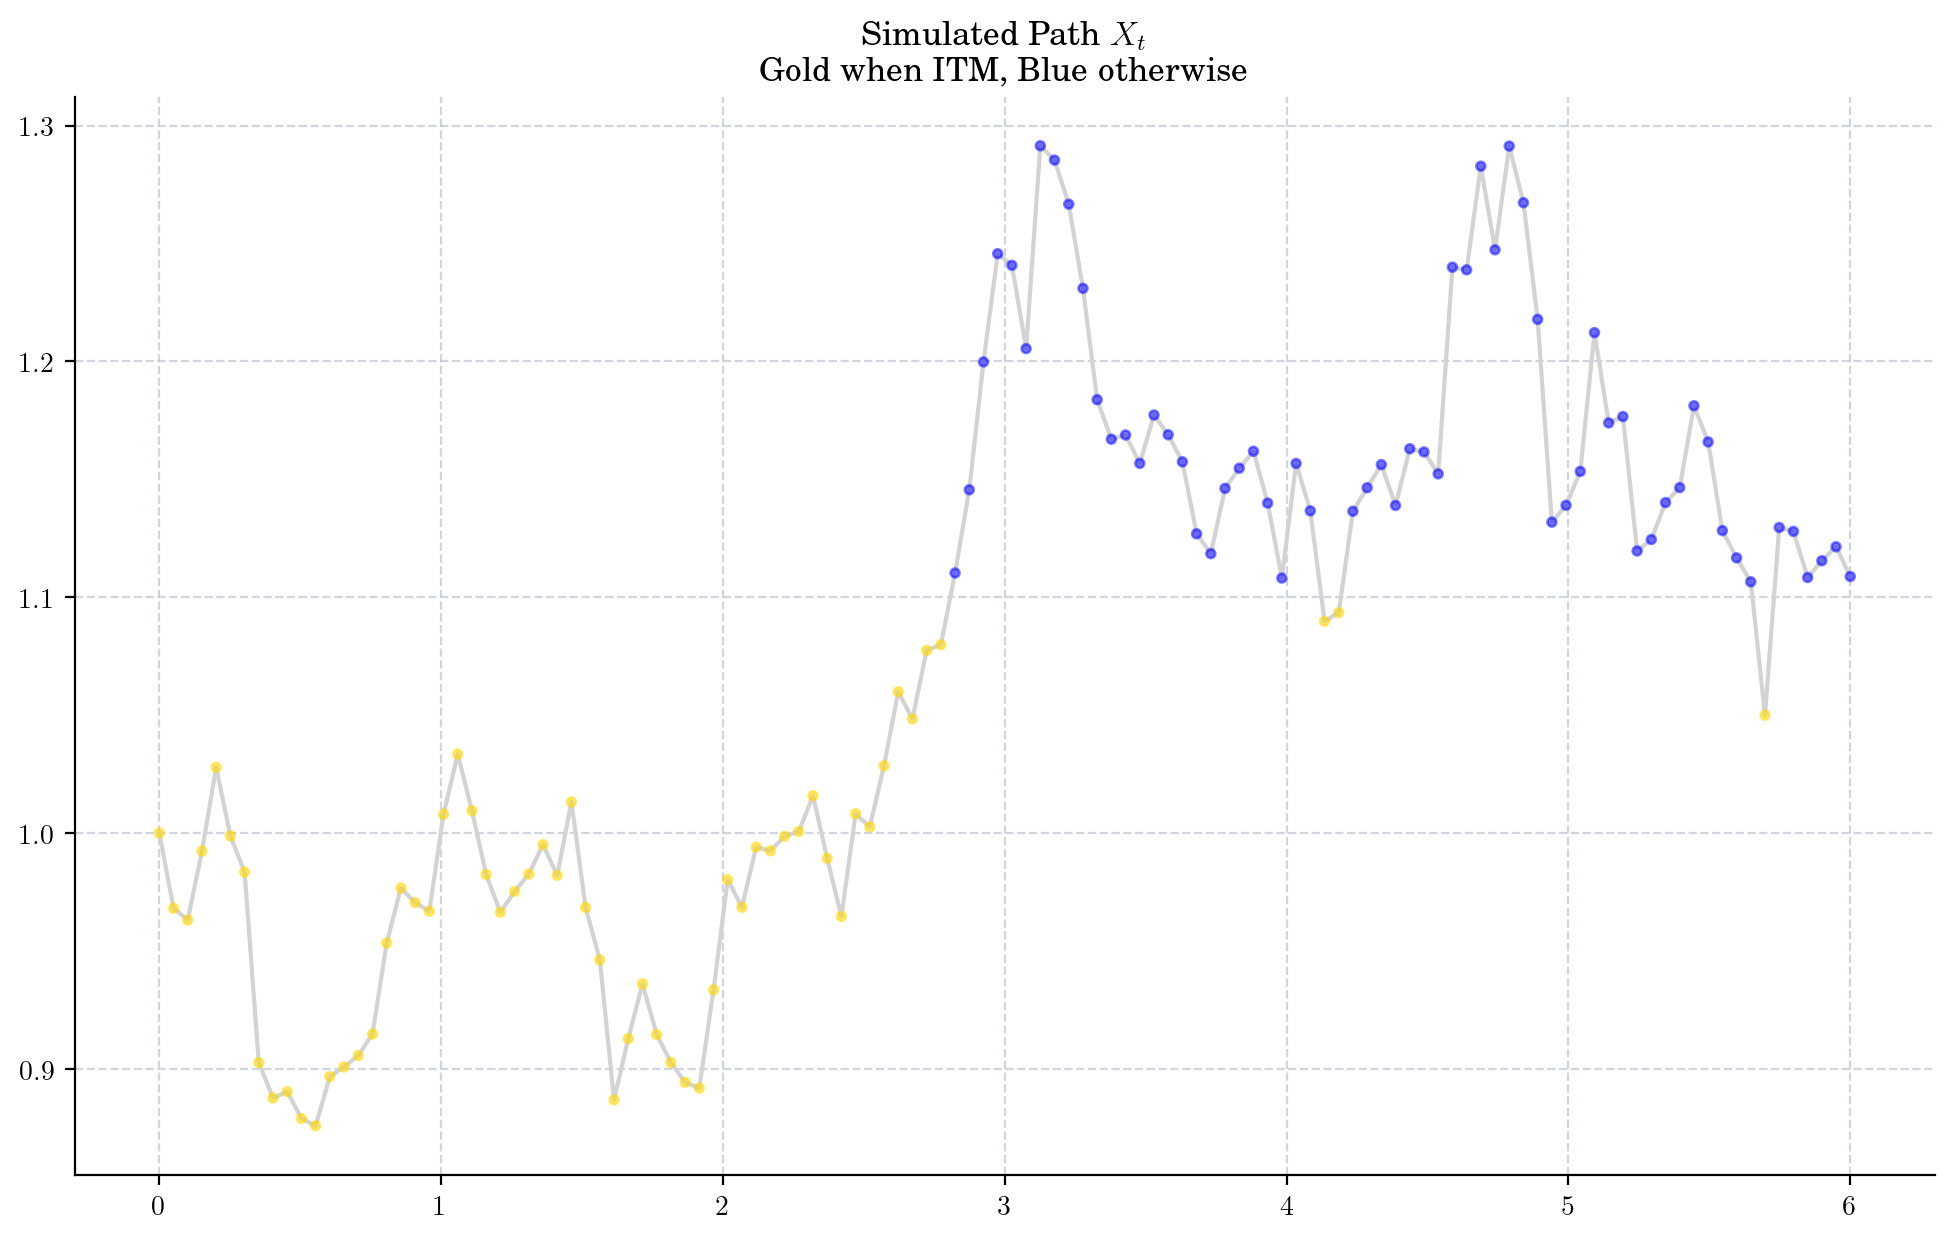 Simulated Path X_t
Gold when ITM, Blue otherwise
1.3
1.2
1.1
1.0
0.9
0 1 2 3 4 5 6